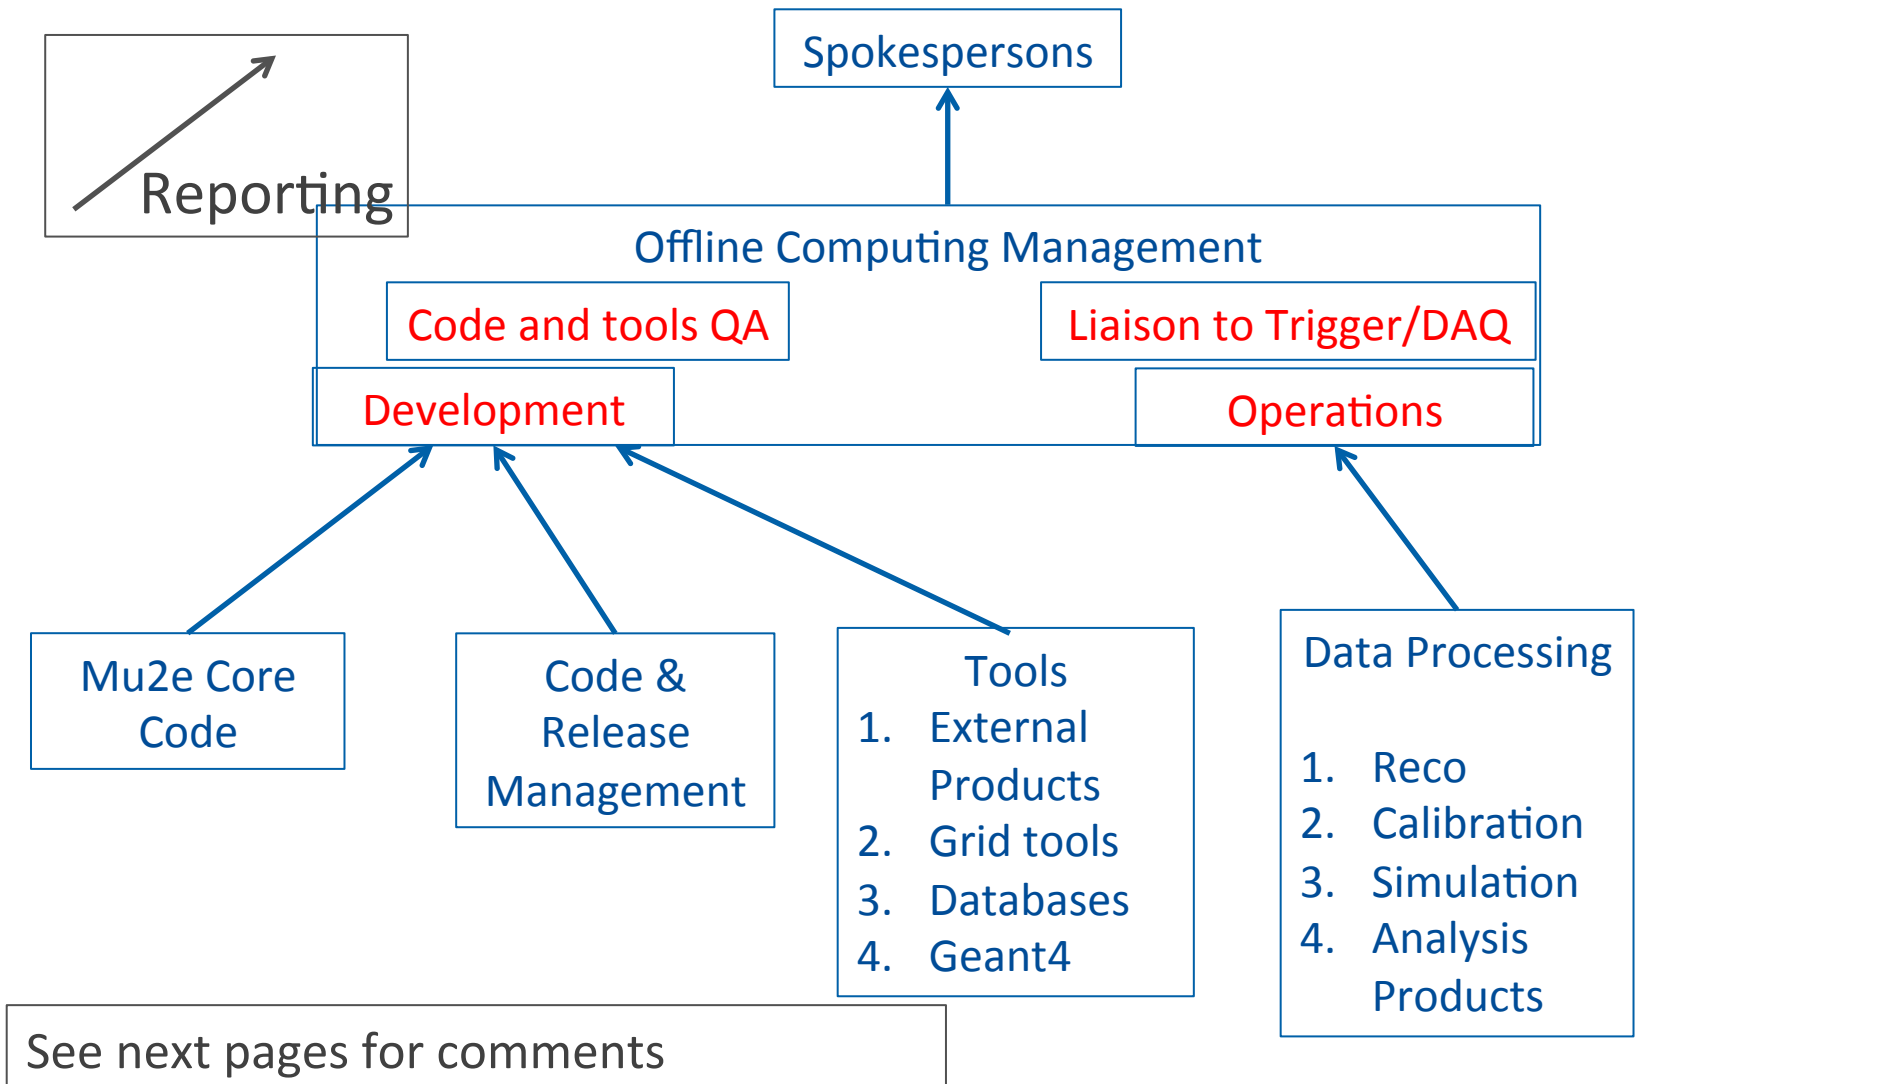 Spokespersons
Reporting
Offline Computing Management
Code and tools QA
Liaison to Trigger/DAQ
Development
Operations
Mu2e Core
Code
Code &
Release
Management
Tools
1. External
Products
2. Grid tools
3. Databases
4. Geant4
Data Processing
1. Reco
2. Calibration
3. Simulation
4. Analysis
Products
See next pages for comments